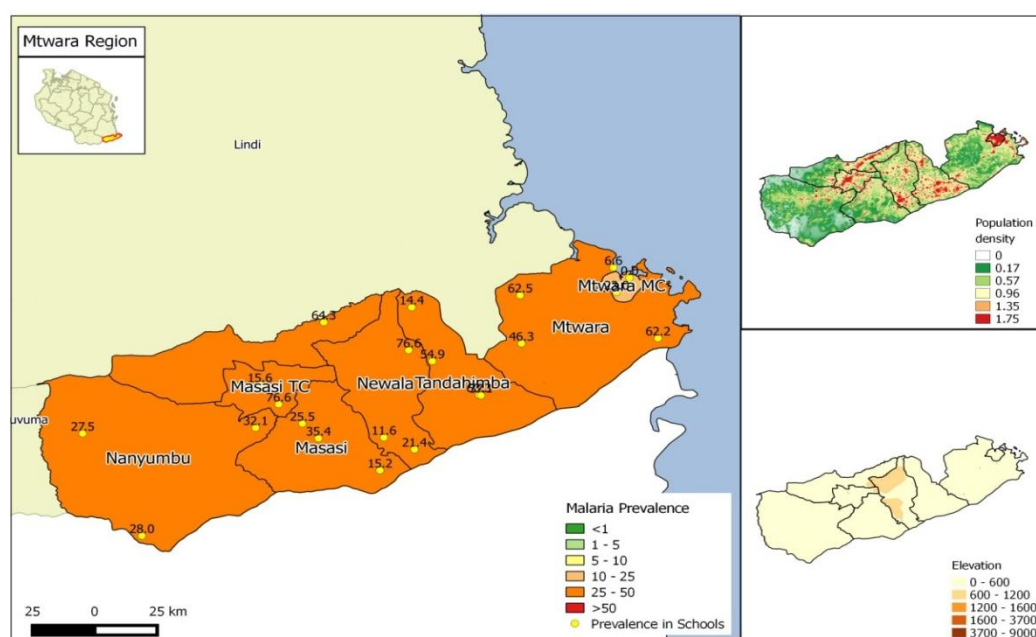 Mtwara Region
Lindi
uvuma
6.6
Mtwara MC
62.5
14.4
64.3
Mtwara
46.3
62.2
76.6
54.9
15.6
Masasi TC
Newala
Tandahimba
76.6
27.5
32.1
25.5
35.4
11.6
Nanyumbu
Masasi
21.4
15.2
28.0
25 0 25 km
Malaria Prevalence
<1
1 - 5
5 - 10
10 - 25
25 - 50
>50
Prevalence in Schools
Population
density
0
0.17
0.57
0.96
1.35
1.75
Elevation
0 - 600
600 - 1200
1200 - 1600
1600 - 3700
3700 - 9000